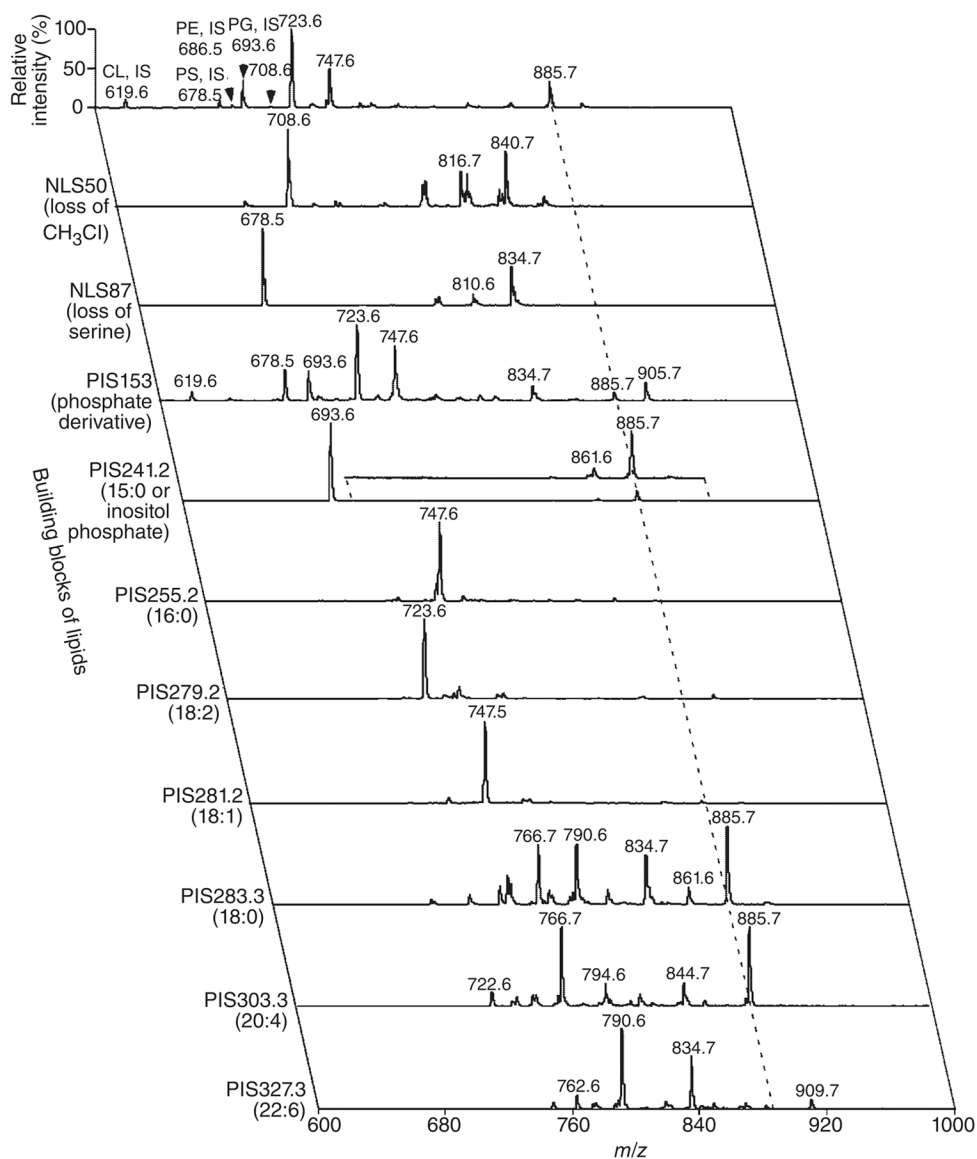 Relative
intensity (%)
100
50
0
CL, IS
619.6
PE, IS
686.5
PS, IS
678.5
PG, IS
693.6
708.6
723.6
747.6
885.7
NLS50
(loss of
CH3Cl)
708.6
816.7
840.7
NLS87
(loss of
serine)
678.5
810.6
834.7
PIS153
(phosphate
derivative)
619.6
678.5
693.6
723.6
747.6
834.7
885.7
905.7
PIS241.2
(15:0 or
inositol
phosphate)
693.6
861.6
885.7
Building blocks of lipids
PIS255.2
(16:0)
747.6
PIS279.2
(18:2)
723.6
PIS281.2
(18:1)
747.5
PIS283.3
(18:0)
766.7
790.6
834.7
861.6
885.7
PIS303.3
(20:4)
722.6
766.7
794.6
844.7
885.7
PIS327.3
(22:6)
762.6
790.6
834.7
909.7
600
680
760
840
920
1000
m/z